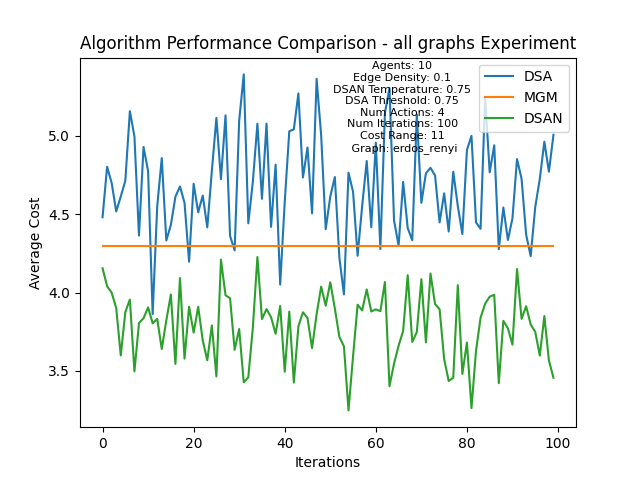 Algorithm Performance Comparison - all graphs Experiment
Agents: 10
Edge Density: 0.1
DSAN Temperature: 0.75
DSA Threshold: 0.75
Num Actions: 4
Num Iterations: 100
Cost Range: 11
Graph: erdos_renyi
DSA
MGM
DSAN
Average Cost
5.0
4.5
4.0
3.5
0
20
40
60
80
100
Iterations